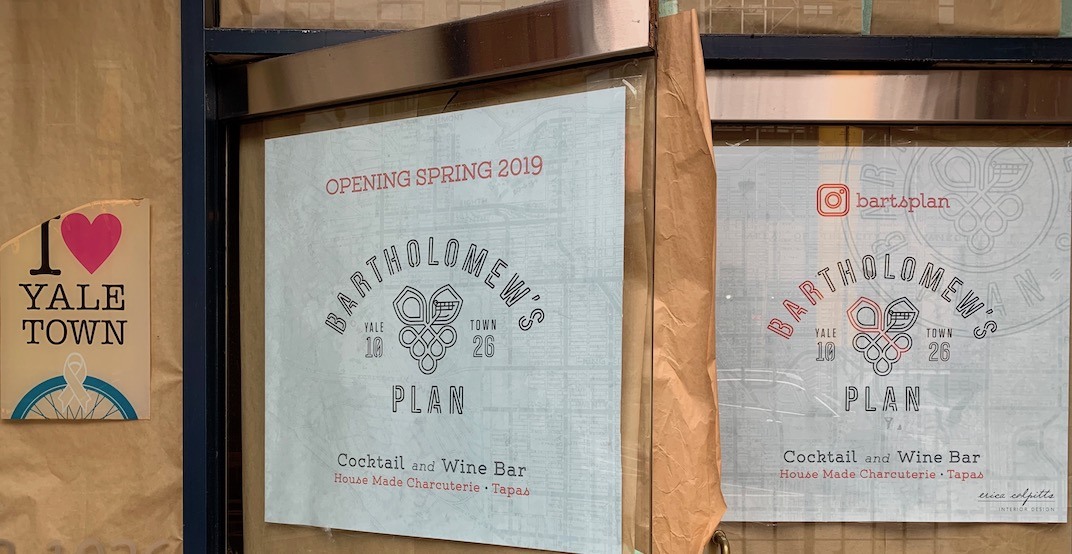 I
YALE
TOWN
OPENING SPRING 2019
BARTHOLOMEW'S
YALE TOWN
10 26
PLAN
Cocktail and Wine Bar
House Made Charcuterie • Tapas
bartsplan
BARTHOLOMEW'S
YALE TOWN
10 26
PLAN
Cocktail and Wine Bar
House Made Charcuterie • Tapas
erica colpitts
INTERIOR DESIGN